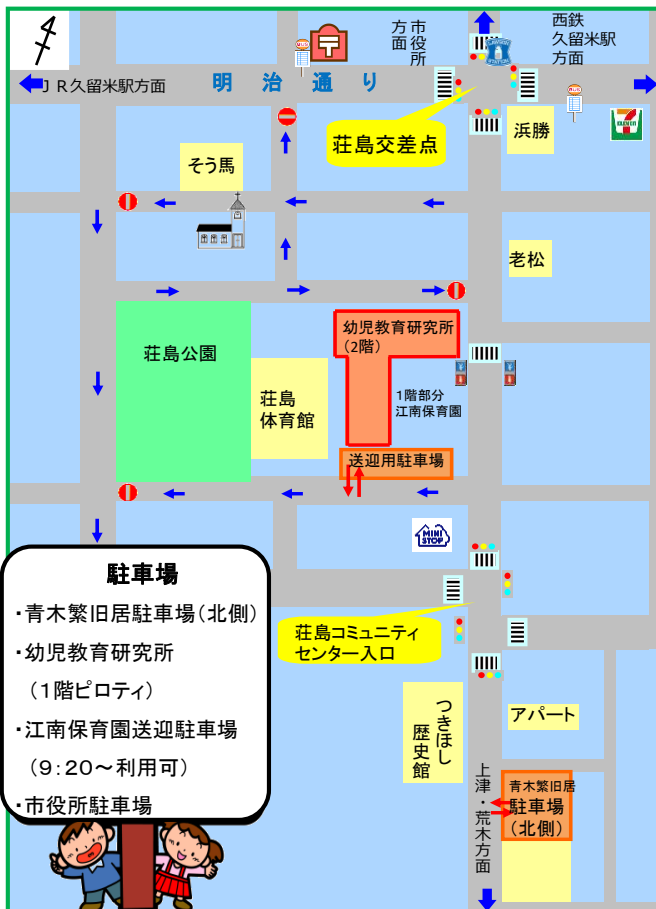 市役所
方面
西鉄
久留米駅
方面
JR久留米駅方面
明治通り
BUS
LAWSON
STATION
BUS
荘島交差点
浜勝
ELEVEN
そう馬
老松
幼児教育研究所
(2階)
荘島公園
荘島
体育館
1階部分
江南保育園
送迎用駐車場
MINI
STOP
駐車場
・青木繁旧居駐車場(北側)
・幼児教育研究所
(1階ピロティ)
・江南保育園送迎駐車場
(9:20～利用可)
・市役所駐車場
荘島コミュニティ
センター入口
つきほし
歴史館
アパート
上津・荒木方面
青木繁旧居
駐車場
(北側)